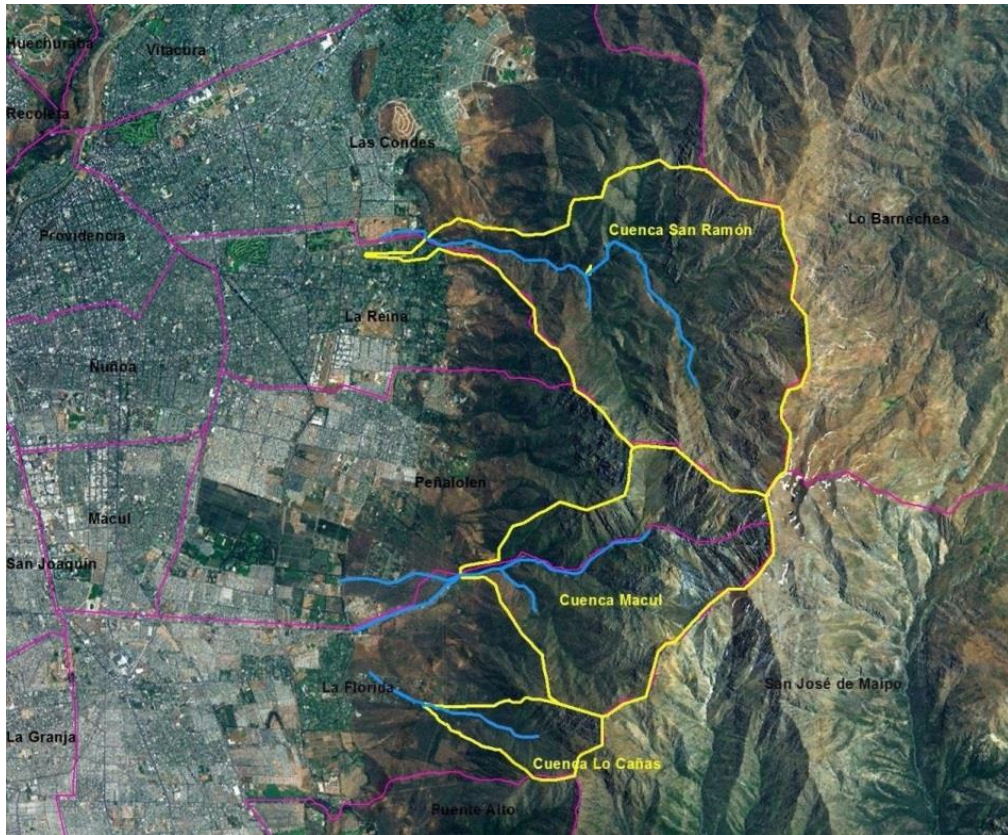 Huechuraba
Vitacura
Recoleta
Las Condes
Lo Barnechea
Providencia
Cuenca San Ramón
La Reina
Ñuñoa
Peñalolen
Macul
San Joaquín
Cuenca Macul
La Florida
San José de Maipo
La Granja
Cuenca Lo Cañas
Puente Alto